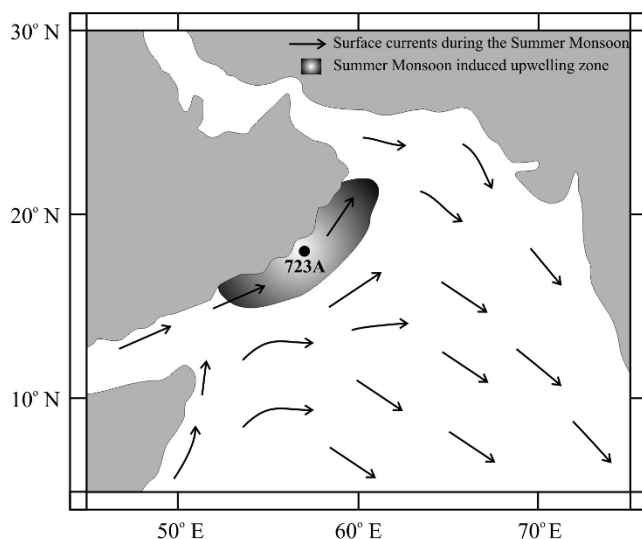 30° N
Surface currents during the Summer Monsoon
Summer Monsoon induced upwelling zone
20° N
723A
10° N
50° E 60° E 70° E